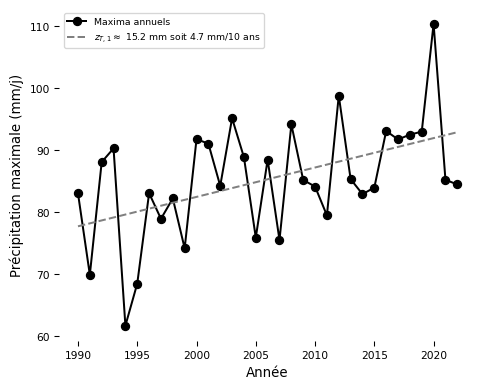 Maxima annuels
z_{T,1} ≈ 15.2 mm soit 4.7 mm/10 ans
Précipitation maximale (mm/j)
110
100
90
80
70
60
1990 1995 2000 2005 2010 2015 2020
Année